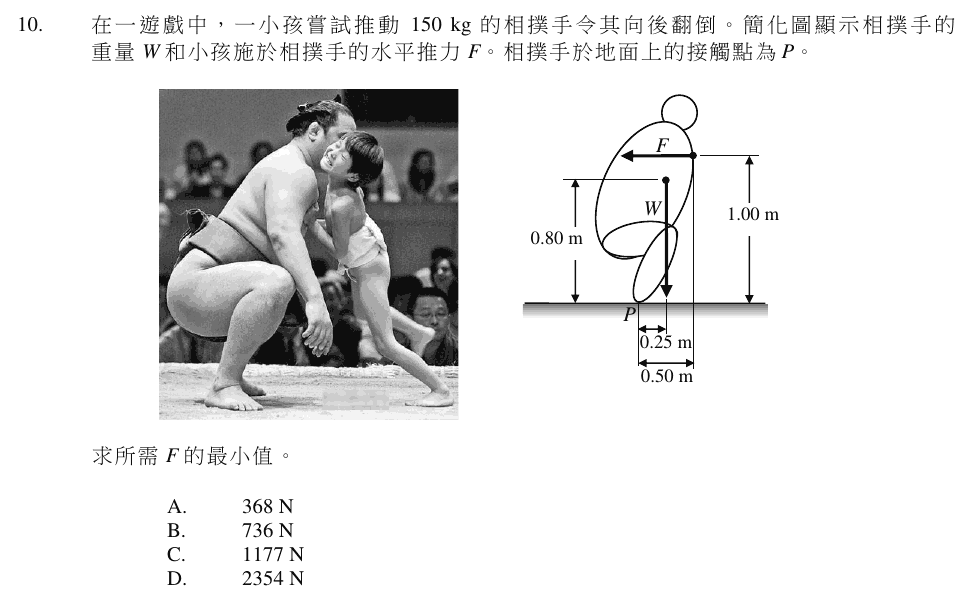 10. 在一遊戲中，一小孩嘗試推動 150 kg 的相撲手令其向後翻倒。簡化圖顯示相撲手的
重量 W 和小孩施於相撲手的水平推力 F。相撲手於地面上的接觸點為 P。
F
W
1.00 m
0.80 m
P
0.25 m
0.50 m
求所需 F 的最小值。
A. 368 N
B. 736 N
C. 1177 N
D. 2354 N